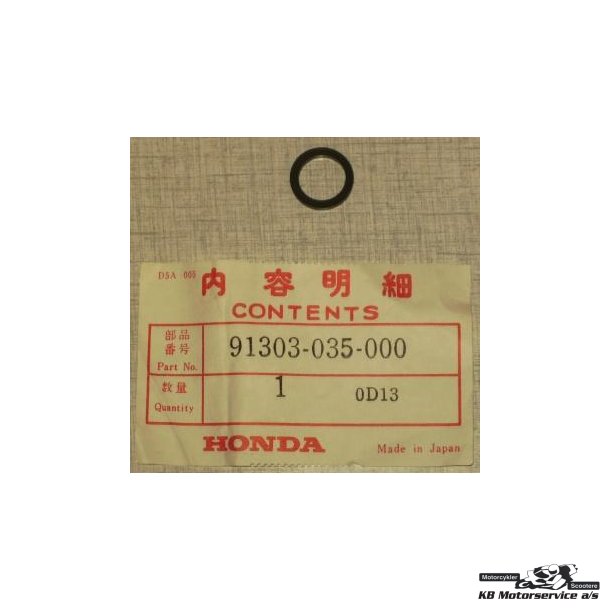 DSA 005
内容明細
CONTENTS
部品
番号
Part No.
91303-035-000
数量
Quantity
1
0D13
HONDA
Made in Japan
Motorcykler
Scootere
KB Motorservice a/s